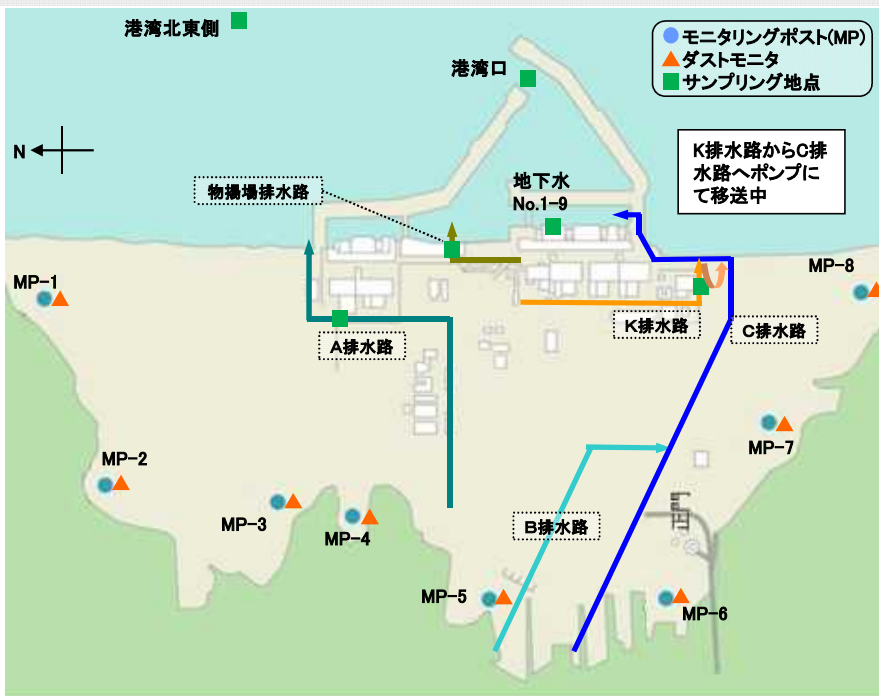 港湾北東側
港湾口
モニタリングポスト(MP)
ダストモニタ
サンプリング地点
N
K排水路からC排
水路へポンプに
て移送中
物揚場排水路
地下水
No.1-9
MP-1
MP-8
A排水路
K排水路
C排水路
MP-2
MP-7
MP-3
MP-4
B排水路
正門
MP-5
MP-6